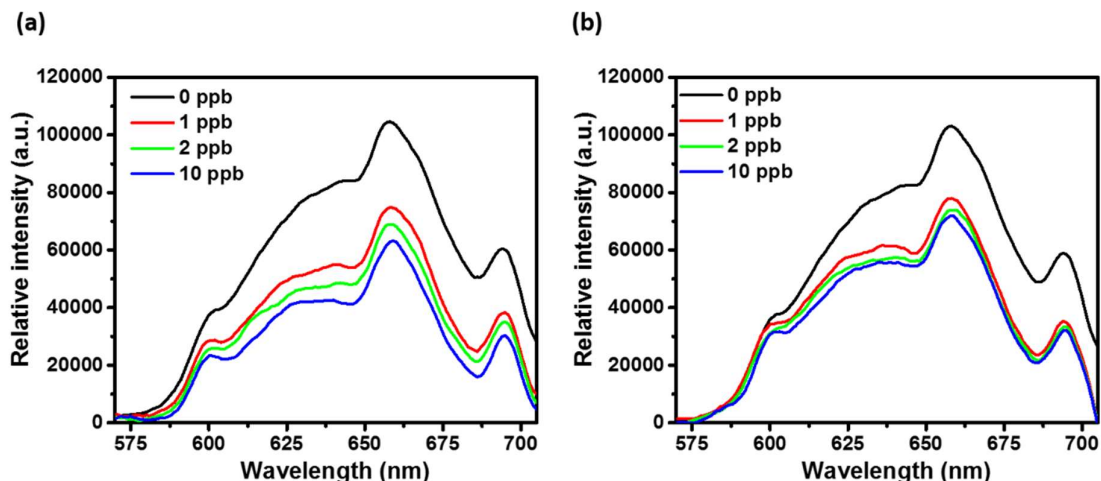 (a)
Relative intensity (a.u.)
120000
100000
80000
60000
40000
20000
0
0 ppb
1 ppb
2 ppb
10 ppb
575 600 625 650 675 700
Wavelength (nm)
(b)
Relative intensity (a.u.)
120000
100000
80000
60000
40000
20000
0
0 ppb
1 ppb
2 ppb
10 ppb
575 600 625 650 675 700
Wavelength (nm)